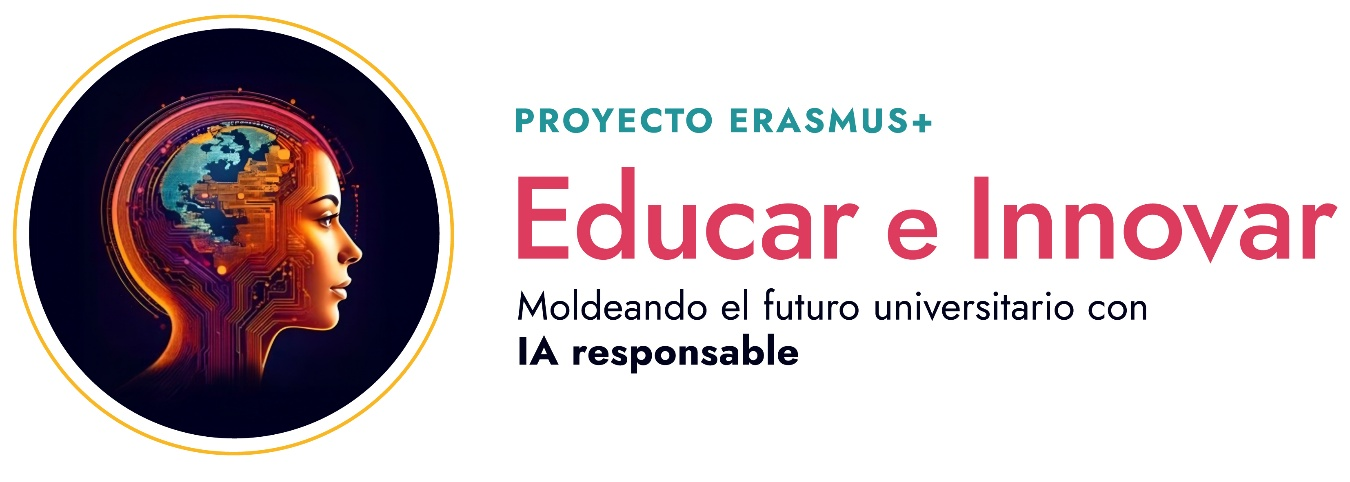 PROYECTO ERASMUS+
Educar e Innovar
Moldeando el futuro universitario con
IA responsable